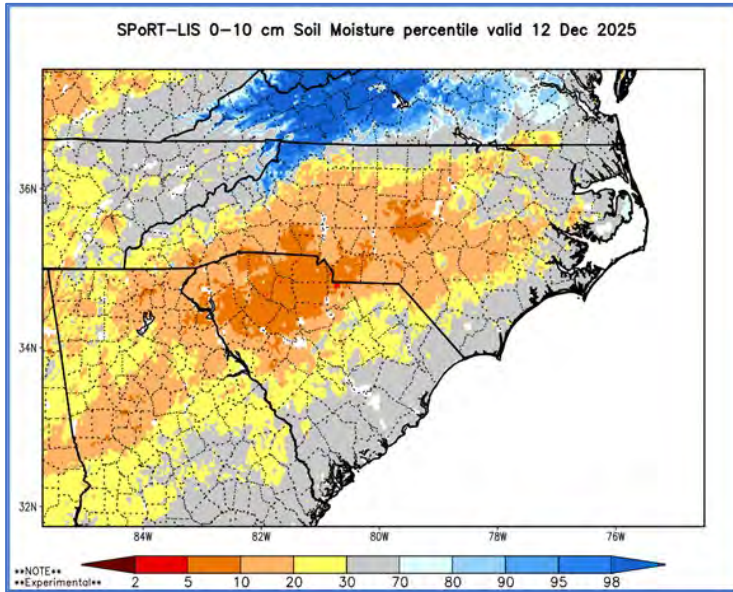 SPoRT-LIS 0-10 cm Soil Moisture percentile valid 12 Dec 2025
36N
34N
32N
84W 82W 80W 78W 76W
**NOTE**
**Experimental**
2 5 10 20 30 70 80 90 95 98